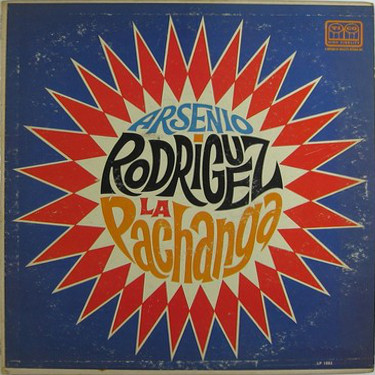 ARSENIO
RODRIGUEZ
LA
Pachanga